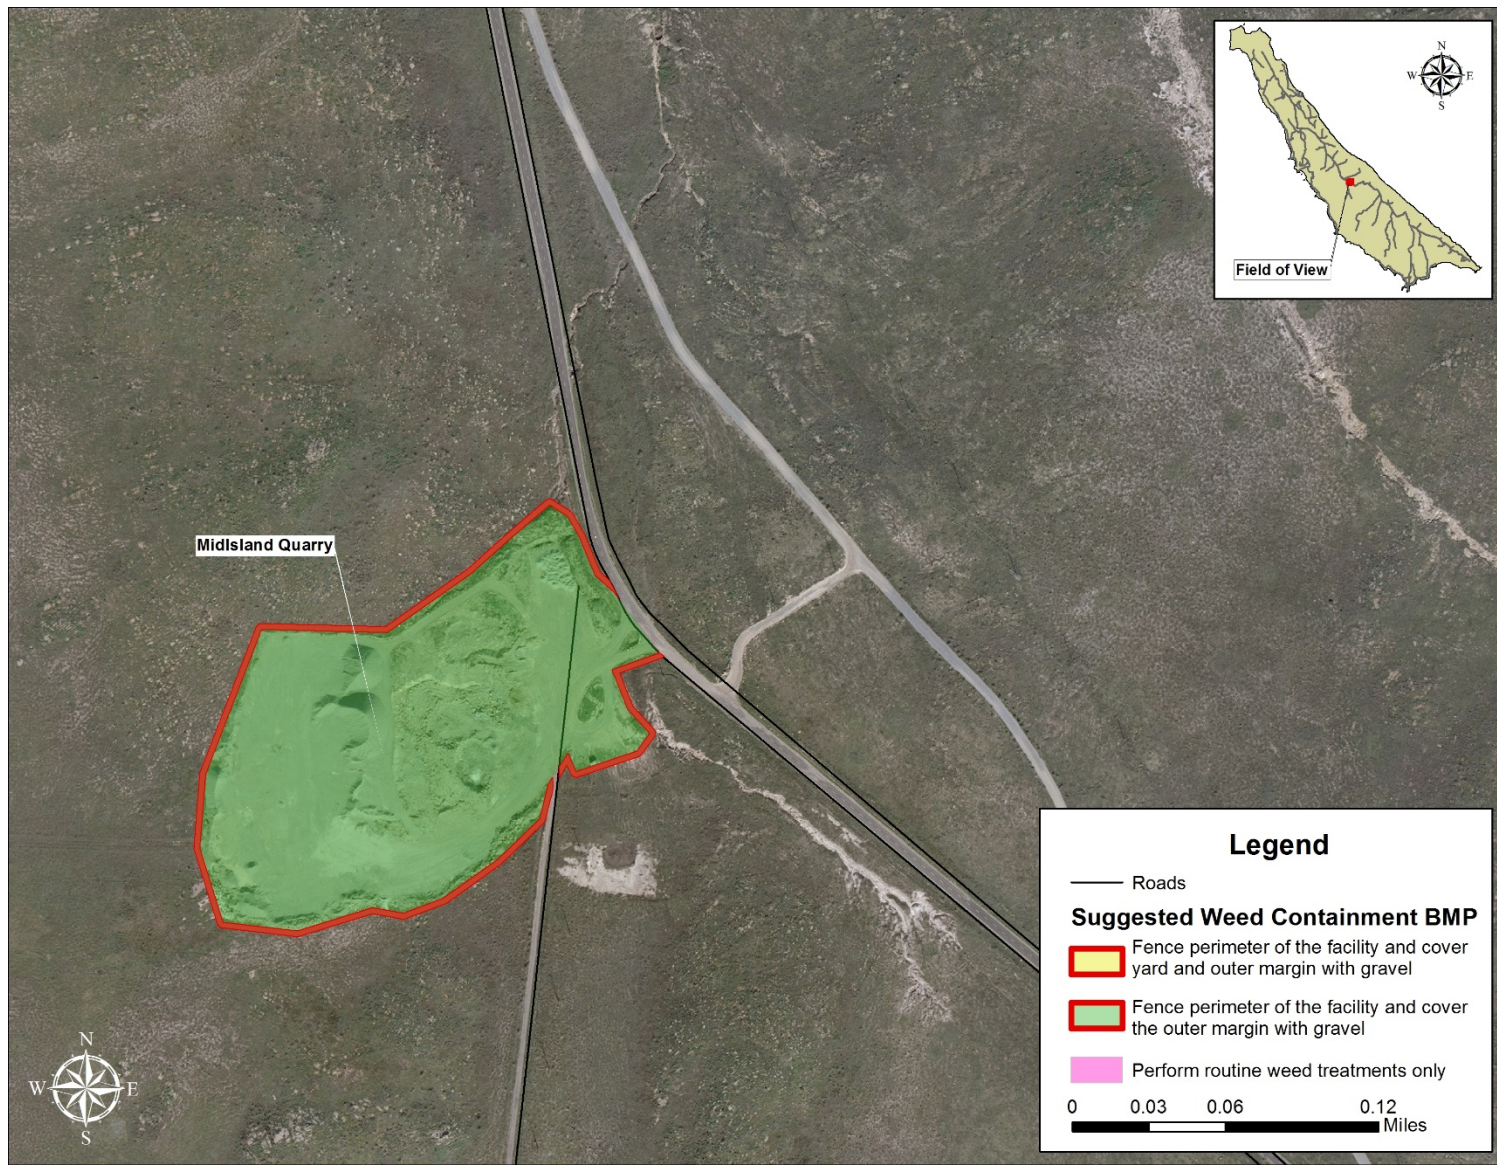 N
W E
S
Field of View
MidIsland Quarry
Legend
Roads
Suggested Weed Containment BMP
Fence perimeter of the facility and cover
yard and outer margin with gravel
Fence perimeter of the facility and cover
the outer margin with gravel
Perform routine weed treatments only
0 0.03 0.06 0.12
Miles
N
W E
S